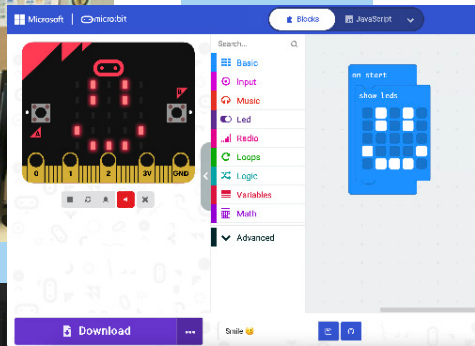 Microsoft
micro:bit
Blocks
JavaScript
Search...
Basic
Input
Music
Led
Radio
Loops
Logic
Variables
Math
Advanced
on start
show leds
A
B
0
1
2
3V
GND
Download
...
Smile 🥳